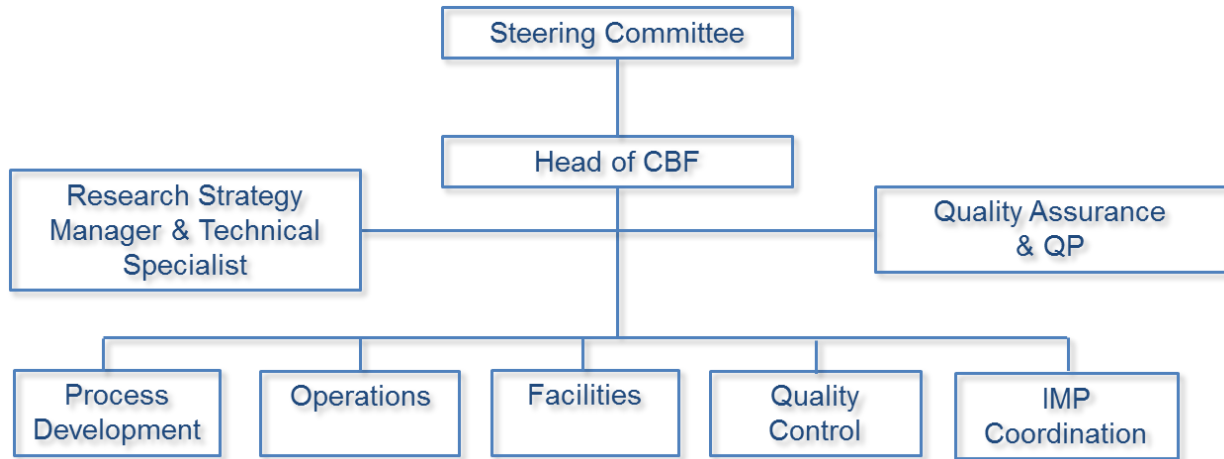 Steering Committee
Head of CBF
Research Strategy
Manager & Technical
Specialist
Quality Assurance
& QP
Process
Development
Operations
Facilities
Quality
Control
IMP
Coordination